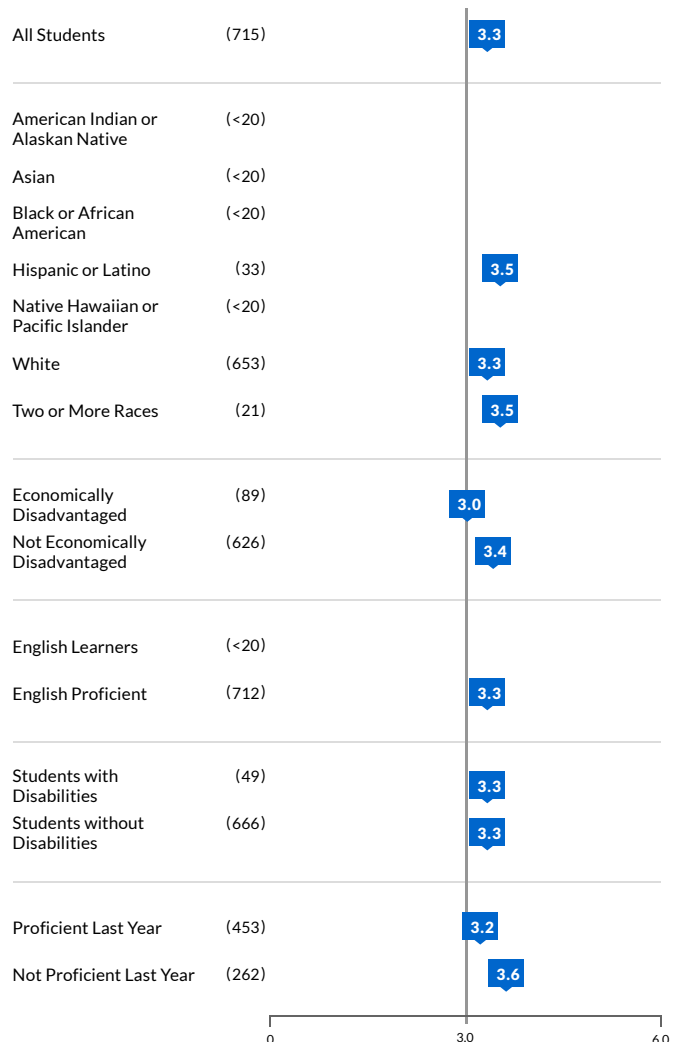 All Students (715) 3.3
American Indian or (<20)
Alaskan Native
Asian (<20)
Black or African (<20)
American
Hispanic or Latino (33) 3.5
Native Hawaiian or (<20)
Pacific Islander
White (653) 3.3
Two or More Races (21) 3.5
Economically (89) 3.0
Disadvantaged
Not Economically (626) 3.4
Disadvantaged
English Learners (<20)
English Proficient (712) 3.3
Students with (49) 3.3
Disabilities
Students without (666) 3.3
Disabilities
Proficient Last Year (453) 3.2
Not Proficient Last Year (262) 3.6
0 3.0 6.0